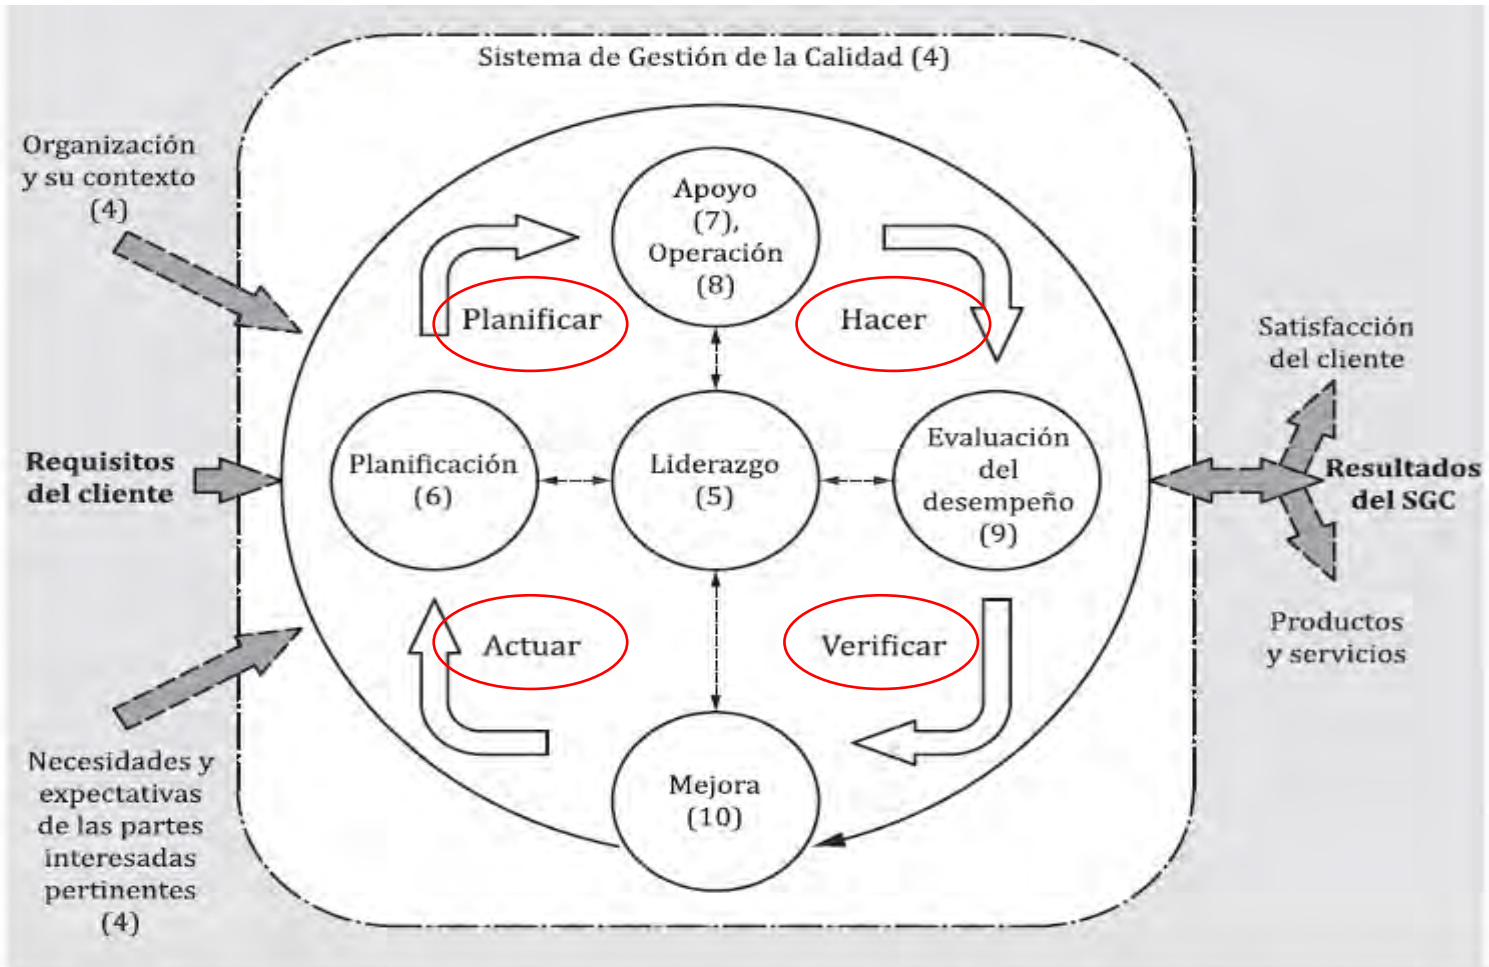 Sistema de Gestión de la Calidad (4)
Organización
y su contexto
(4)
Apoyo
(7),
Operación
(8)
Planificar
Hacer
Satisfacción
del cliente
Requisitos
del cliente
Planificación
(6)
Liderazgo
(5)
Evaluación
del
desempeño
(9)
Resultados
del SGC
Actuar
Verificar
Productos
y servicios
Necesidades y
expectativas
de las partes
interesadas
pertinentes
(4)
Mejora
(10)